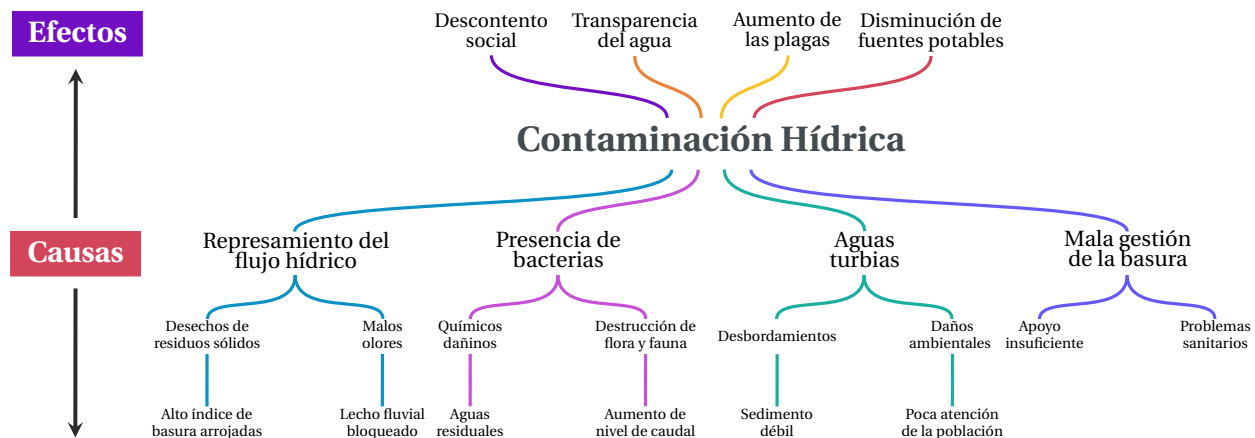 Efectos
Descontento
social
Transparencia
del agua
Aumento de
las plagas
Disminución de
fuentes potables
Contaminación Hídrica
Causas
Represamiento del
flujo hídrico
Presencia de
bacterias
Aguas
turbias
Mala gestión
de la basura
Desechos de
residuos sólidos
Malos
olores
Químicos
dañinos
Destrucción de
flora y fauna
Desbordamientos
Daños
ambientales
Apoyo
insuficiente
Problemas
sanitarios
Alto índice de
basura arrojadas
Lecho fluvial
bloqueado
Aguas
residuales
Aumento de
nivel de caudal
Sedimento
débil
Poca atención
de la población